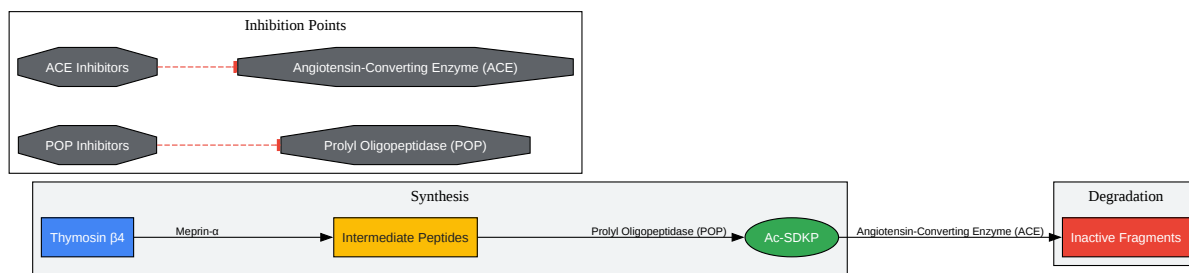 Inhibition Points
ACE Inhibitors
Angiotensin-Converting Enzyme (ACE)
POP Inhibitors
Prolyl Oligopeptidase (POP)
Synthesis
Degradation
Thymosin β4
Meprin-α
Intermediate Peptides
Prolyl Oligopeptidase (POP)
Ac-SDKP
Angiotensin-Converting Enzyme (ACE)
Inactive Fragments